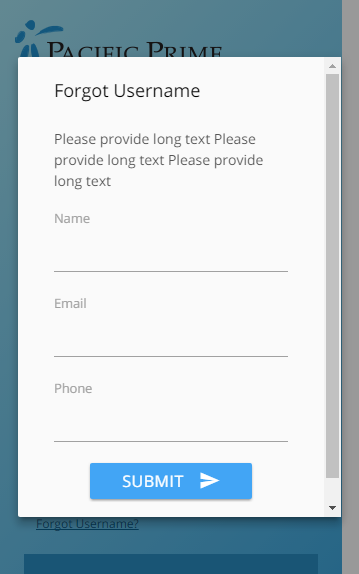 PACIFIC PRIME
Forgot Username
Please provide long text Please
provide long text Please provide
long text
Name
Email
Phone
SUBMIT
Forgot Username?